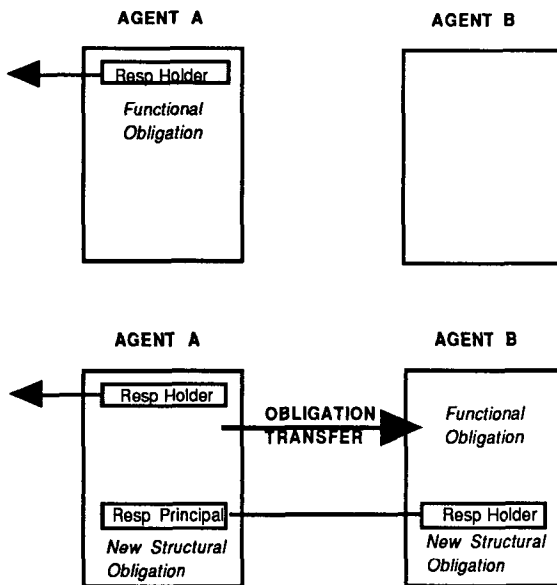 AGENT A
AGENT B
Resp Holder
Functional
Obligation
AGENT A
AGENT B
Resp Holder
OBLIGATION
TRANSFER
Functional
Obligation
Resp Principal
Resp Holder
New Structural
Obligation
New Structural
Obligation